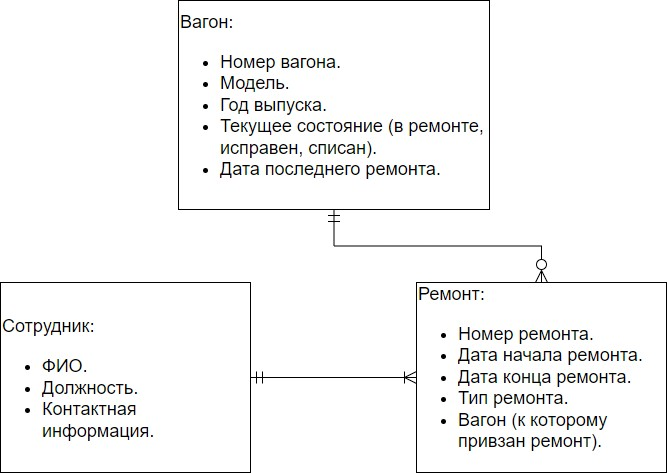 Вагон:
Номер вагона.
Модель.
Год выпуска.
Текущее состояние (в ремонте,
исправен, списан).
Дата последнего ремонта.
Сотрудник:
ФИО.
Должность.
Контактная
информация.
Ремонт:
Номер ремонта.
Дата начала ремонта.
Дата конца ремонта.
Тип ремонта.
Вагон (к которому
привзан ремонт).